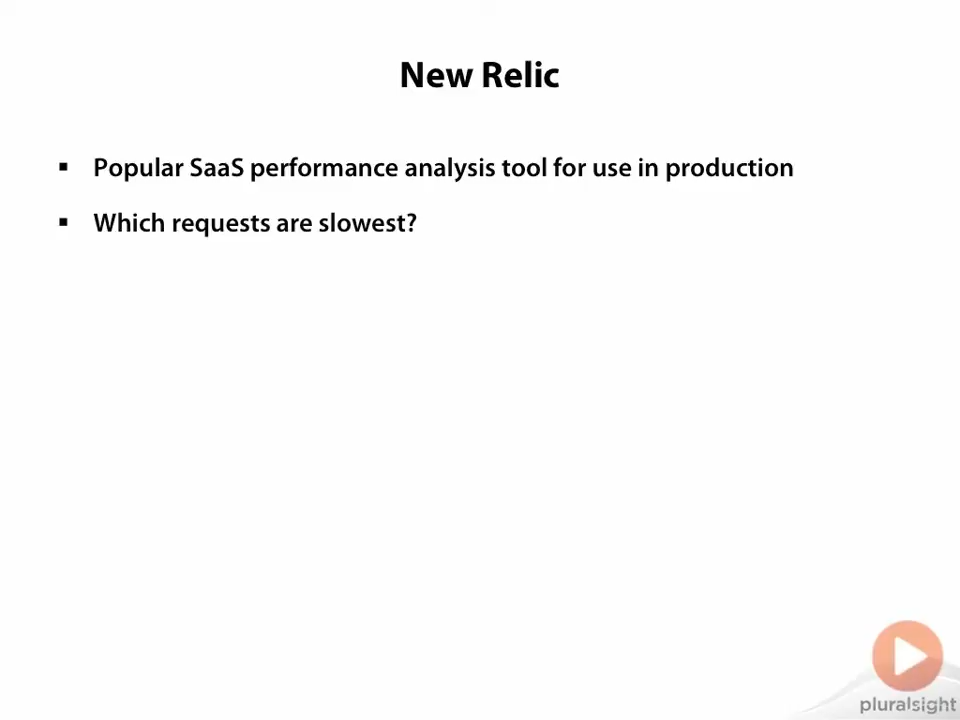 New Relic
▪ Popular SaaS performance analysis tool for use in production
▪ Which requests are slowest?
pluralsight